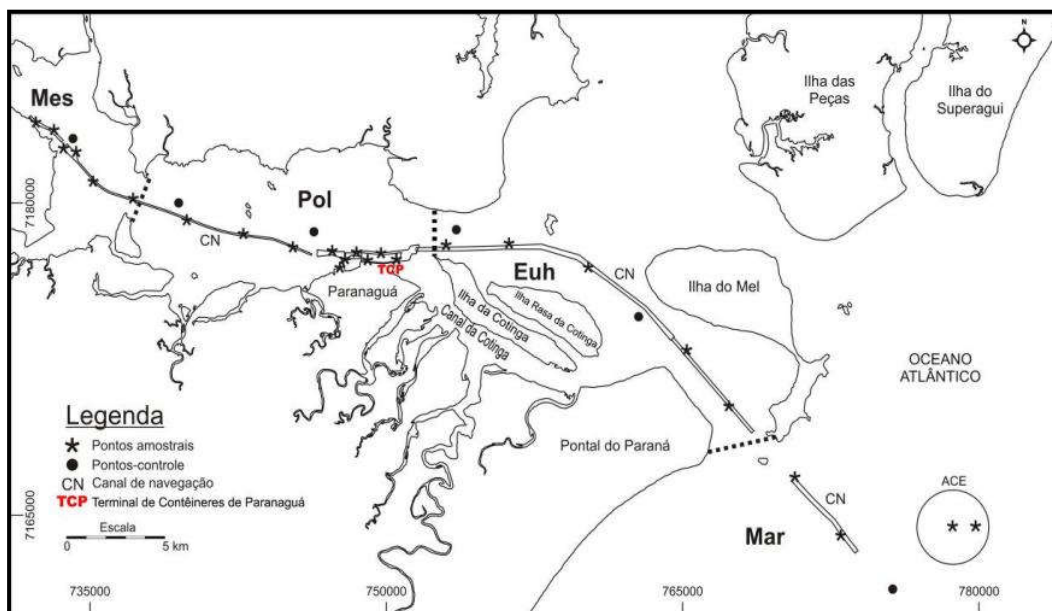 N
Mes
Ilha das
Peças
Ilha do
Superagui
7180000
Pol
CN
TCP
Paranaguá
Euh
CN
Ilha do Mel
Ilha da Cotinga
Ilha Rasa da Cotinga
Canal da Cotinga
OCEANO
ATLÂNTICO
Legenda
Pontos amostrais
Pontos-controle
CN Canal de navegação
TCP Terminal de Contêineres de Paranaguá
Escala
0 5 km
Pontal do Paraná
7165000
CN
ACE
Mar
735000 750000 765000 780000